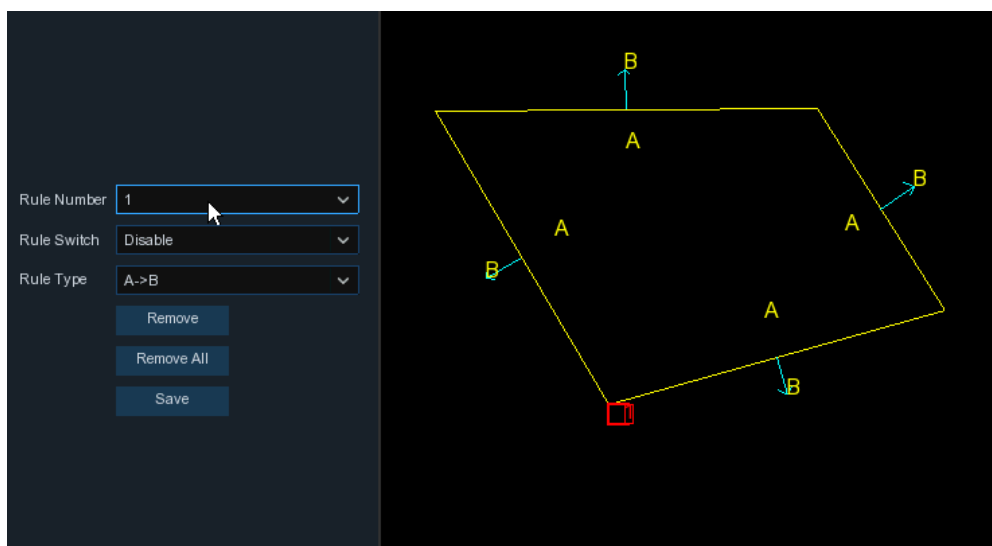 Rule Number 1
Rule Switch Disable
Rule Type A->B
Remove
Remove All
Save
B
A
B
A
A
B
A
B